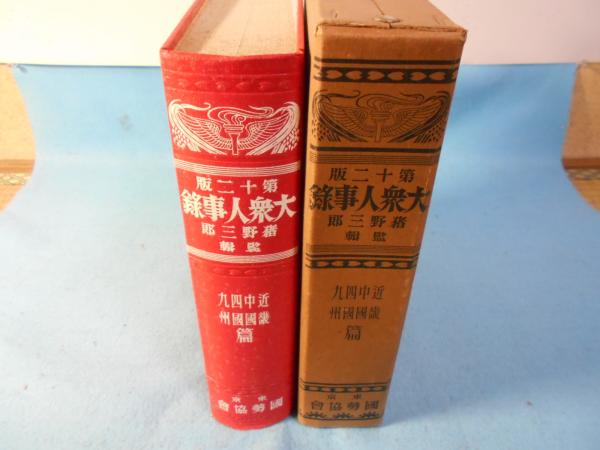 第十二版
大衆人事錄
猪野三郎
監輯
近畿
中國
四國
九州
篇
東京
國勢協會
第十二版
大衆人事錄
猪野三郎
監輯
近畿
中國
四國
九州
篇
東京
國勢協會